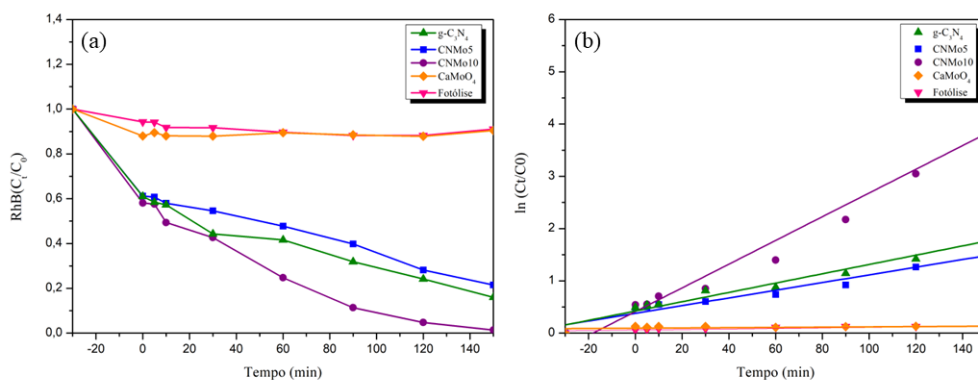 (a)
1,4
1,2
1,0
0,8
0,6
0,4
0,2
0,0
RhB(Cₜ/C₀)
-20 0 20 40 60 80 100 120 140
Tempo (min)
g-C₃N₄
CNMo5
CNMo10
CaMoO₄
Fotólise
(b)
6
5
4
3
2
1
0
ln (Ct/C0)
-20 0 20 40 60 80 100 120 140
Tempo (min)
g-C₃N₄
CNMo5
CNMo10
CaMoO₄
Fotólise